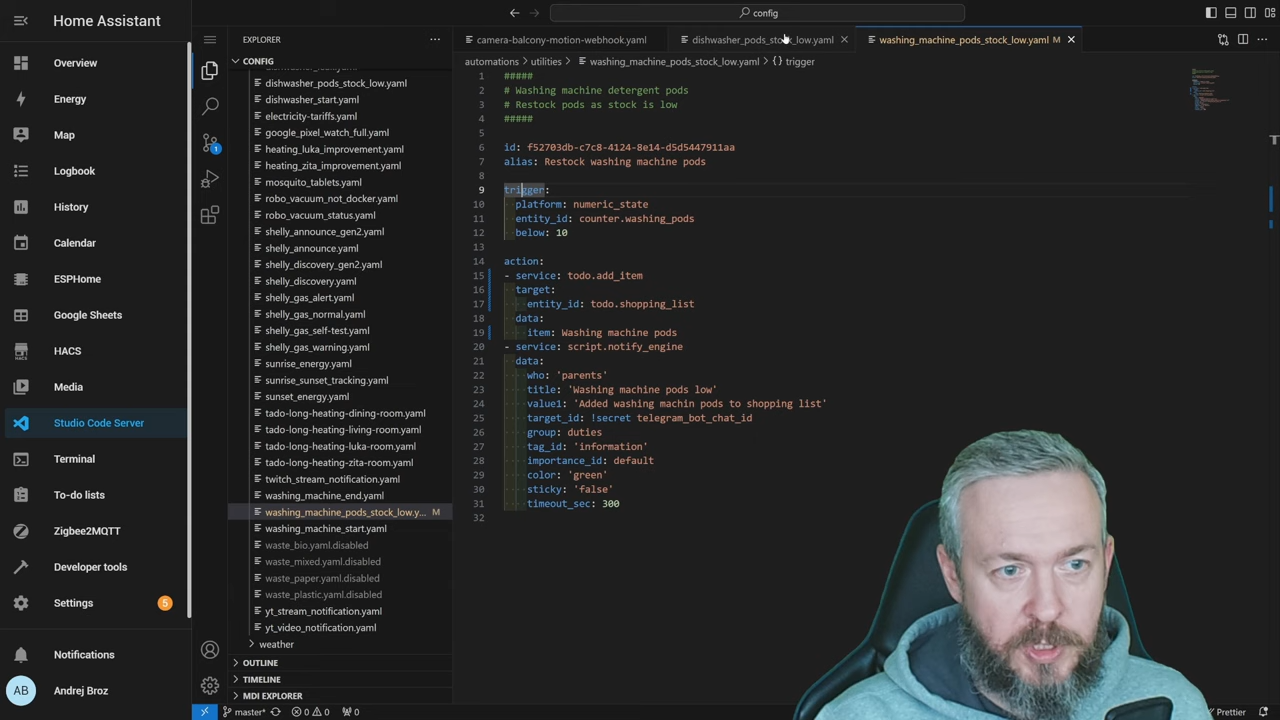 Home Assistant
Overview
Energy
Map
Logbook
History
Calendar
ESPHome
Google Sheets
HACS
Media
Studio Code Server
Terminal
To-do lists
Zigbee2MQTT
Developer tools
Settings
5
Notifications
AB
Andrej Broz
config
EXPLORER
CONFIG
dishwasher_pods_stock_low.yaml
dishwasher_start.yaml
electricity-tariffs.yaml
google_pixel_watch_full.yaml
heating_luka_improvement.yaml
heating_zita_improvement.yaml
mosquito_tablets.yaml
robo_vacuum_not_docker.yaml
robo_vacuum_status.yaml
shelly_announce_gen2.yaml
shelly_announce.yaml
shelly_discovery_gen2.yaml
shelly_discovery.yaml
shelly_gas_alert.yaml
shelly_gas_normal.yaml
shelly_gas_self-test.yaml
shelly_gas_warning.yaml
sunrise_energy.yaml
sunrise_sunset_tracking.yaml
sunset_energy.yaml
tado-long-heating-dining-room.yaml
tado-long-heating-living-room.yaml
tado-long-heating-luka-room.yaml
tado-long-heating-zita-room.yaml
twitch_stream_notification.yaml
washing_machine_end.yaml
washing_machine_pods_stock_low.y... M
washing_machine_start.yaml
waste_bio.yaml.disabled
waste_mixed.yaml.disabled
waste_paper.yaml.disabled
waste_plastic.yaml.disabled
yt_stream_notification.yaml
yt_video_notification.yaml
weather
OUTLINE
TIMELINE
MDI EXPLORER
1
camera-balcony-motion-webhook.yaml
dishwasher_pods_stock_low.yaml
washing_machine_pods_stock_low.yaml M
automations > utilities > washing_machine_pods_stock_low.yaml > {} trigger
1 #####
2 # Washing machine detergent pods
3 # Restock pods as stock is low
4 #####
5
6 id: f52703db-c7c8-4124-8e14-d5d5447911aa
7 alias: Restock washing machine pods
8
9 trigger:
10 platform: numeric_state
11 entity_id: counter.washing_pods
12 below: 10
13
14 action:
15 - service: todo.add_item
16 target:
17 entity_id: todo.shopping_list
18 data:
19 item: Washing machine pods
20 - service: script.notify_engine
21 data:
22 who: 'parents'
23 title: 'Washing machine pods low'
24 value1: 'Added washing machin pods to shopping list'
25 target_id: !secret telegram_bot_chat_id
26 group: duties
27 tag_id: 'information'
28 importance_id: default
29 color: 'green'
30 sticky: 'false'
31 timeout_sec: 300
32
master* 0 0 0
Prettier